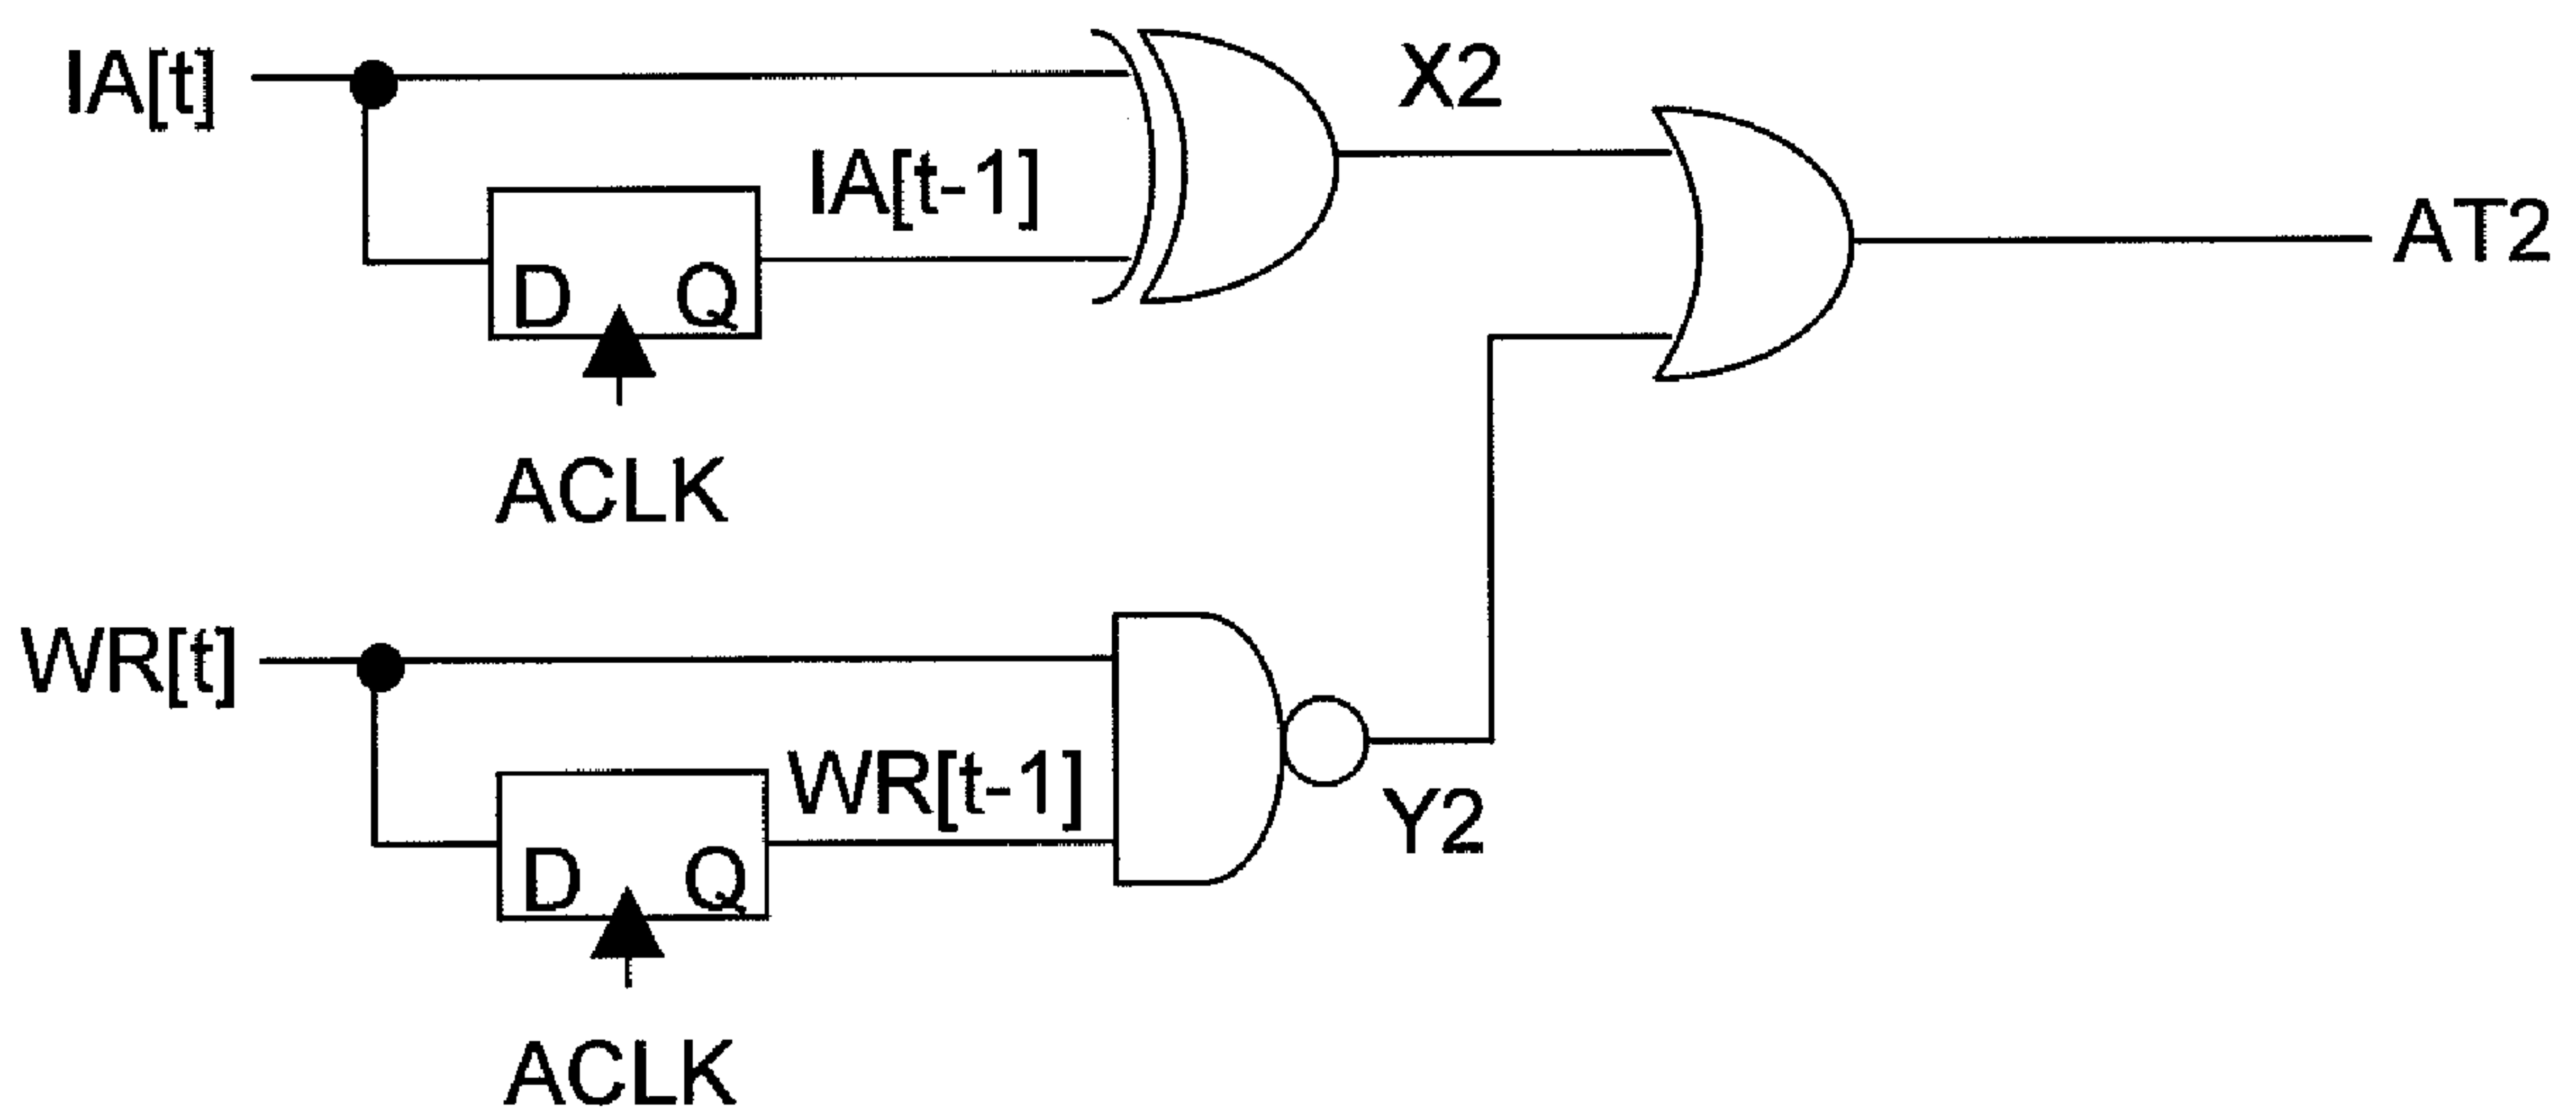 IA[t]
X2
IA[t-1]
AT2
D Q
ACLK
WR[t]
WR[t-1]
Y2
D Q
ACLK